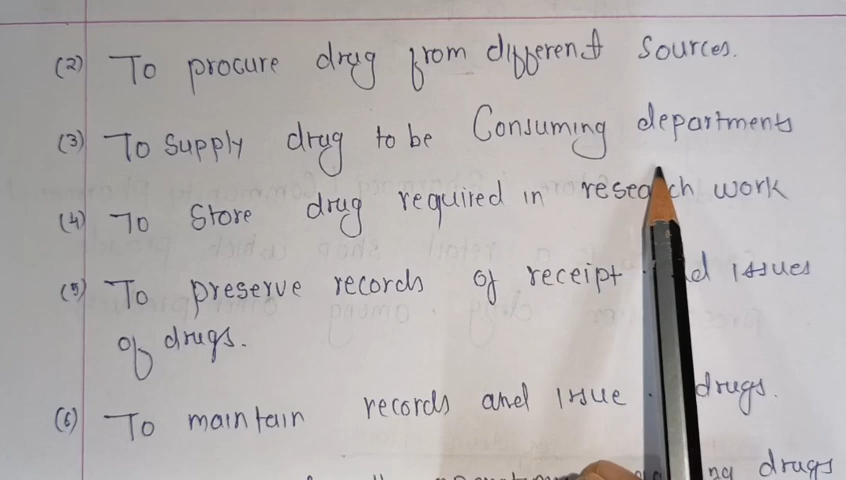 (2) To procure drug from different sources.
(3) To supply drug to be Consuming departments
(4) To Store drug required in research work
(5) To preserve records of receipt and issues
of drugs.
(6) To maintain records and issue drugs.
drugs